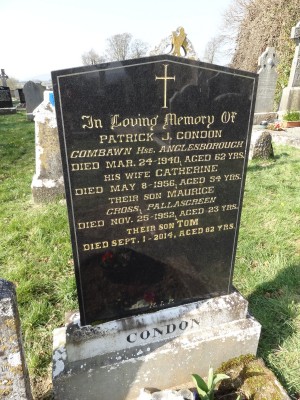 In Loving Memory Of
PATRICK J. CONDON
COMBAWN HSE. ANGLESBOROUGH
DIED MAR. 24-1940, AGED 62 YRS.
HIS WIFE CATHERINE
DIED MAY 8-1956, AGED 54 YRS.
THEIR SON MAURICE
CROSS, PALLASGREEN
DIED NOV. 25-1952, AGED 23 YRS.
THEIR SON TOM
DIED SEPT. 1-2014, AGED 82 YRS.
R.I.P.
CONDON